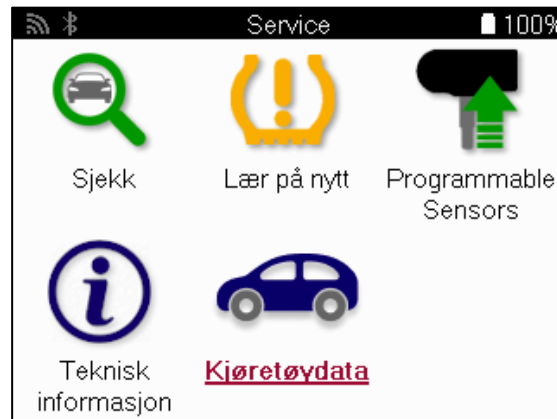 Service
100%
Sjekk
Lær på nytt
Programmable
Sensors
Teknisk
informasjon
Kjøretøydata